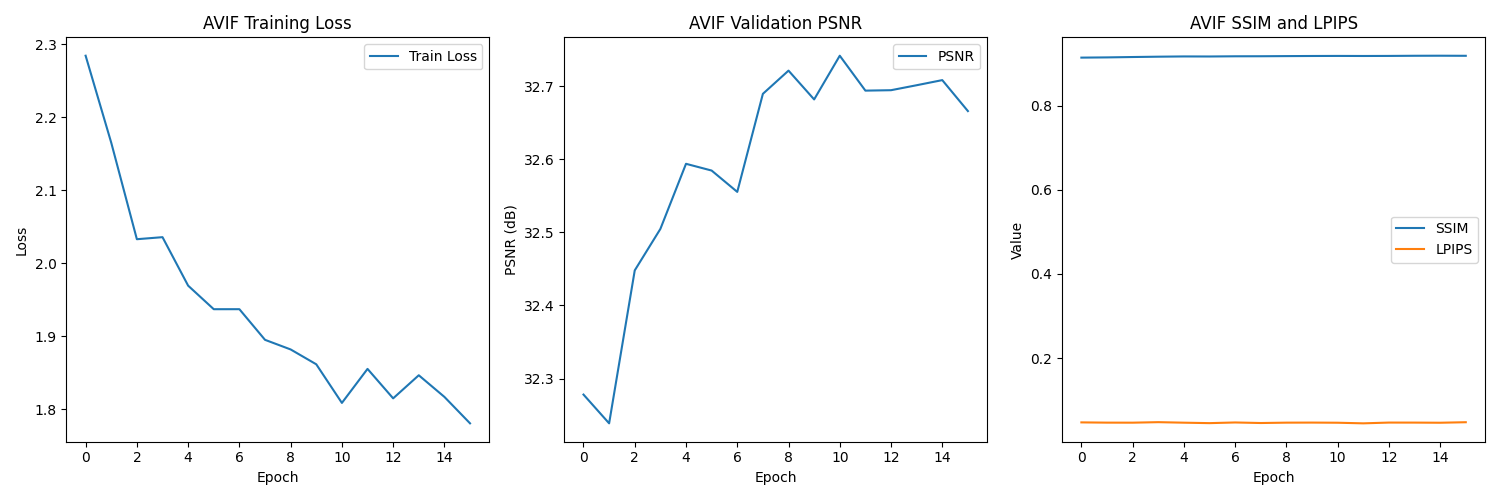 AVIF Training Loss
Train Loss
2.3
2.2
2.1
2.0
1.9
1.8
Loss
0 2 4 6 8 10 12 14
Epoch
AVIF Validation PSNR
PSNR
32.7
32.6
32.5
32.4
32.3
PSNR (dB)
0 2 4 6 8 10 12 14
Epoch
AVIF SSIM and LPIPS
0.8
0.6
0.4
0.2
Value
SSIM
LPIPS
0 2 4 6 8 10 12 14
Epoch